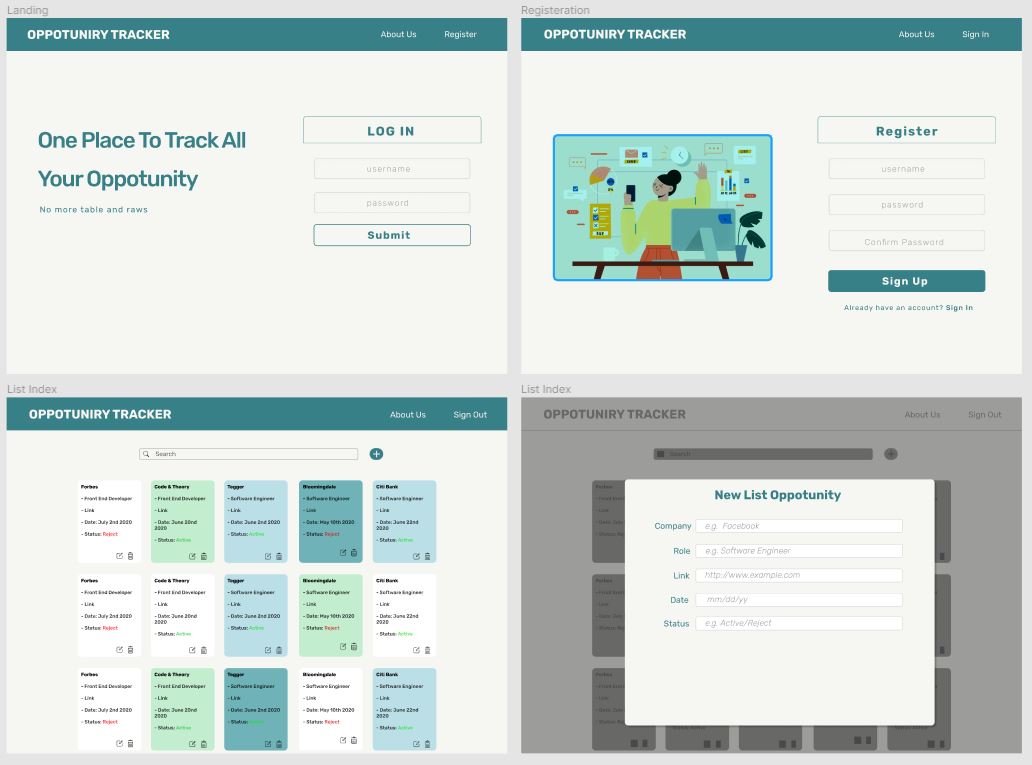 Landing
OPPOTUNIRY TRACKER
About Us
Register
One Place To Track All
Your Oppotunity
No more table and raws
LOG IN
username
password
Submit
Registeration
OPPOTUNIRY TRACKER
About Us
Sign In
Register
username
password
Confirm Password
Sign Up
Already have an account? Sign In
List Index
OPPOTUNIRY TRACKER
About Us
Sign Out
Search
Forbes
- Front End Developer
- Link
- Date: July 2nd 2020
- Status: Reject
Code & Theory
- Front End Developer
- Link
- Date: June 20nd
2020
- Status: Active
Togger
- Software Engineer
- Link
- Date: June 2nd 2020
- Status: Active
Bloomingdale
- Software Engineer
- Link
- Date: May 10th 2020
- Status: Reject
Citi Bank
- Software Engineer
- Link
- Date: June 22nd
2020
- Status: Active
Forbes
- Front End Developer
- Link
- Date: July 2nd 2020
- Status: Reject
Code & Theory
- Front End Developer
- Link
- Date: June 20nd
2020
- Status: Active
Togger
- Software Engineer
- Link
- Date: June 2nd 2020
- Status: Active
Bloomingdale
- Software Engineer
- Link
- Date: May 10th 2020
- Status: Reject
Citi Bank
- Software Engineer
- Link
- Date: June 22nd
2020
- Status: Active
Forbes
- Front End Developer
- Link
- Date: July 2nd 2020
- Status: Reject
Code & Theory
- Front End Developer
- Link
- Date: June 20nd
2020
- Status: Active
Togger
- Software Engineer
- Link
- Date: June 2nd 2020
- Status: Active
Bloomingdale
- Software Engineer
- Link
- Date: May 10th 2020
- Status: Reject
Citi Bank
- Software Engineer
- Link
- Date: June 22nd
2020
- Status: Active
List Index
OPPOTUNIRY TRACKER
About Us
Sign Out
Search
New List Oppotunity
Company
e.g. Facebook
Role
e.g. Software Engineer
Link
http://www.example.com
Date
mm/dd/yy
Status
e.g. Active/Reject